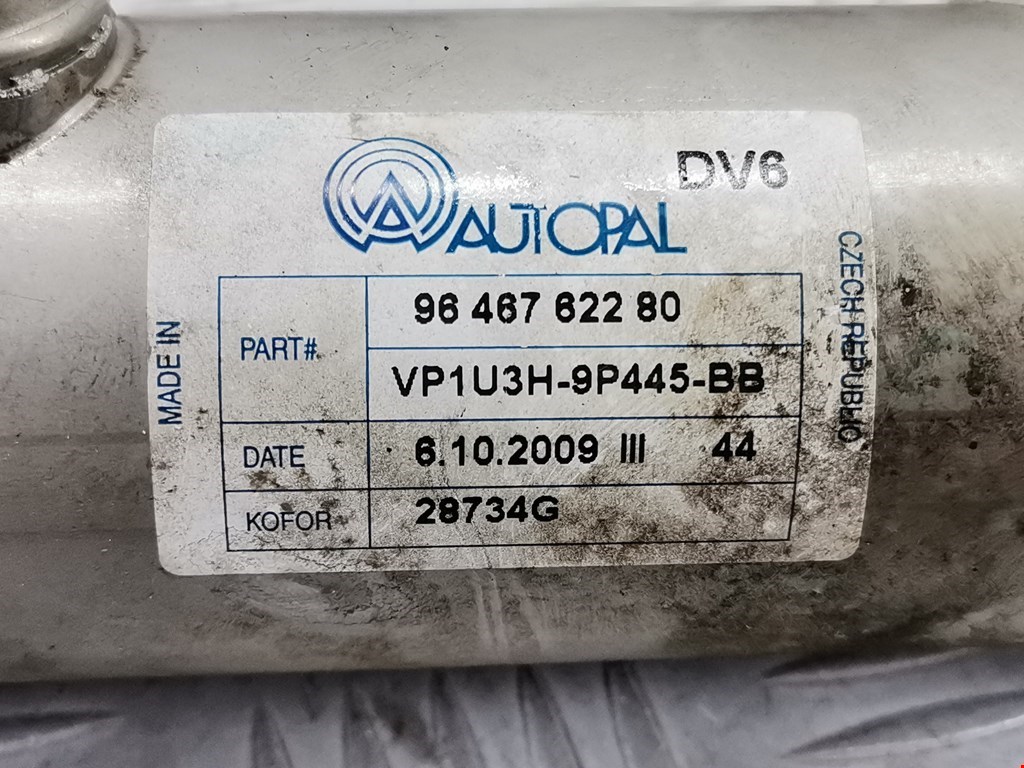 DV6
AUTOPAL
MADE IN
CZECH REPUBLIC
PART#
96 467 622 80
VP1U3H-9P445-BB
DATE
6.10.2009 III 44
KOFOR
28734G